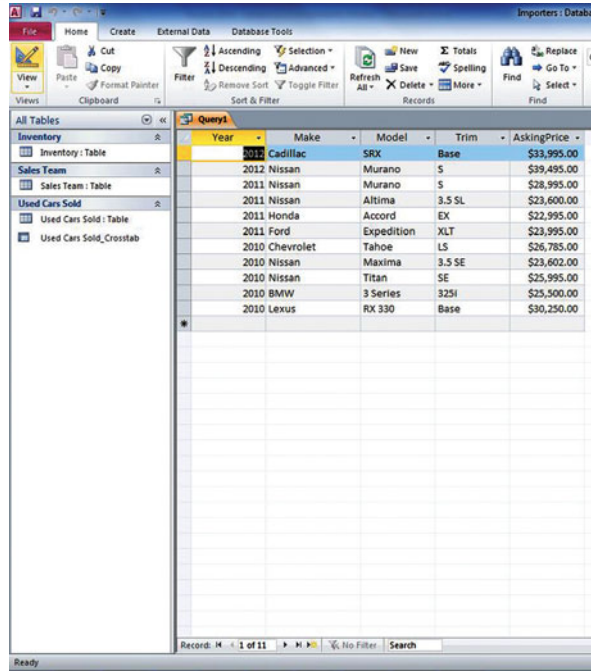 Importers : Datab
File Home Create External Data Database Tools
View
Views
Paste
Cut
Copy
Format Painter
Clipboard
Filter
Ascending
Descending
Remove Sort
Selection
Advanced
Toggle Filter
Sort & Filter
Refresh All
New
Save
Delete
Totals
Spelling
More
Records
Find
Replace
Go To
Select
Find
All Tables
Inventory
Inventory : Table
Sales Team
Sales Team : Table
Used Cars Sold
Used Cars Sold : Table
Used Cars Sold_Crosstab
Query1
Year Make Model Trim AskingPrice
2012 Cadillac SRX Base $33,995.00
2012 Nissan Murano S $39,495.00
2011 Nissan Murano S $28,995.00
2011 Nissan Altima 3.5 SL $23,600.00
2011 Honda Accord EX $22,995.00
2011 Ford Expedition XLT $23,995.00
2010 Chevrolet Tahoe LS $26,785.00
2010 Nissan Maxima 3.5 SE $23,602.00
2010 Nissan Titan SE $25,995.00
2010 BMW 3 Series 325i $25,500.00
2010 Lexus RX 330 Base $30,250.00
Record: 1 of 11 No Filter Search
Ready